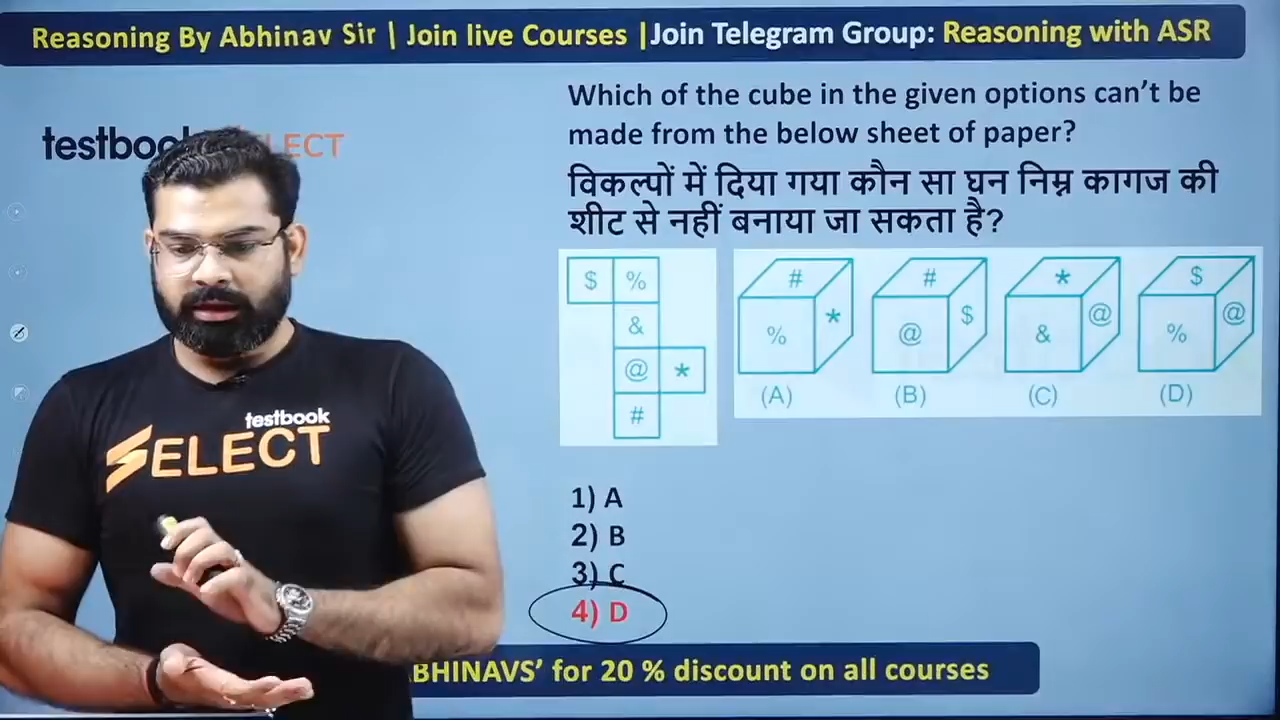 Reasoning By Abhinav Sir | Join live Courses |Join Telegram Group: Reasoning with ASR
Which of the cube in the given options can't be
made from the below sheet of paper?
testboo ELECT
विकल्पों में दिया गया कौन सा घन निम्न कागज की
शीट से नहीं बनाया जा सकता है?
$ %
&
@ *
#
# % *
(A)
# @ $
(B)
* & @
(C)
$ % @
(D)
testbook
SELECT
1) A
2) B
3) C
4) D
BHINAVS' for 20 % discount on all courses